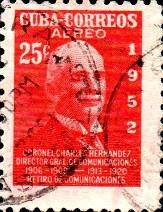 CUBA·CORREOS
AEREO
25¢
1952
CORONEL CHARLES HERNANDEZ
DIRECTOR GRAL DE COMUNICACIONES
1906 - 1909 — 1913 - 1920
RETIRO DE COMUNICACIONES